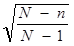 √((N − n)/(N − 1))